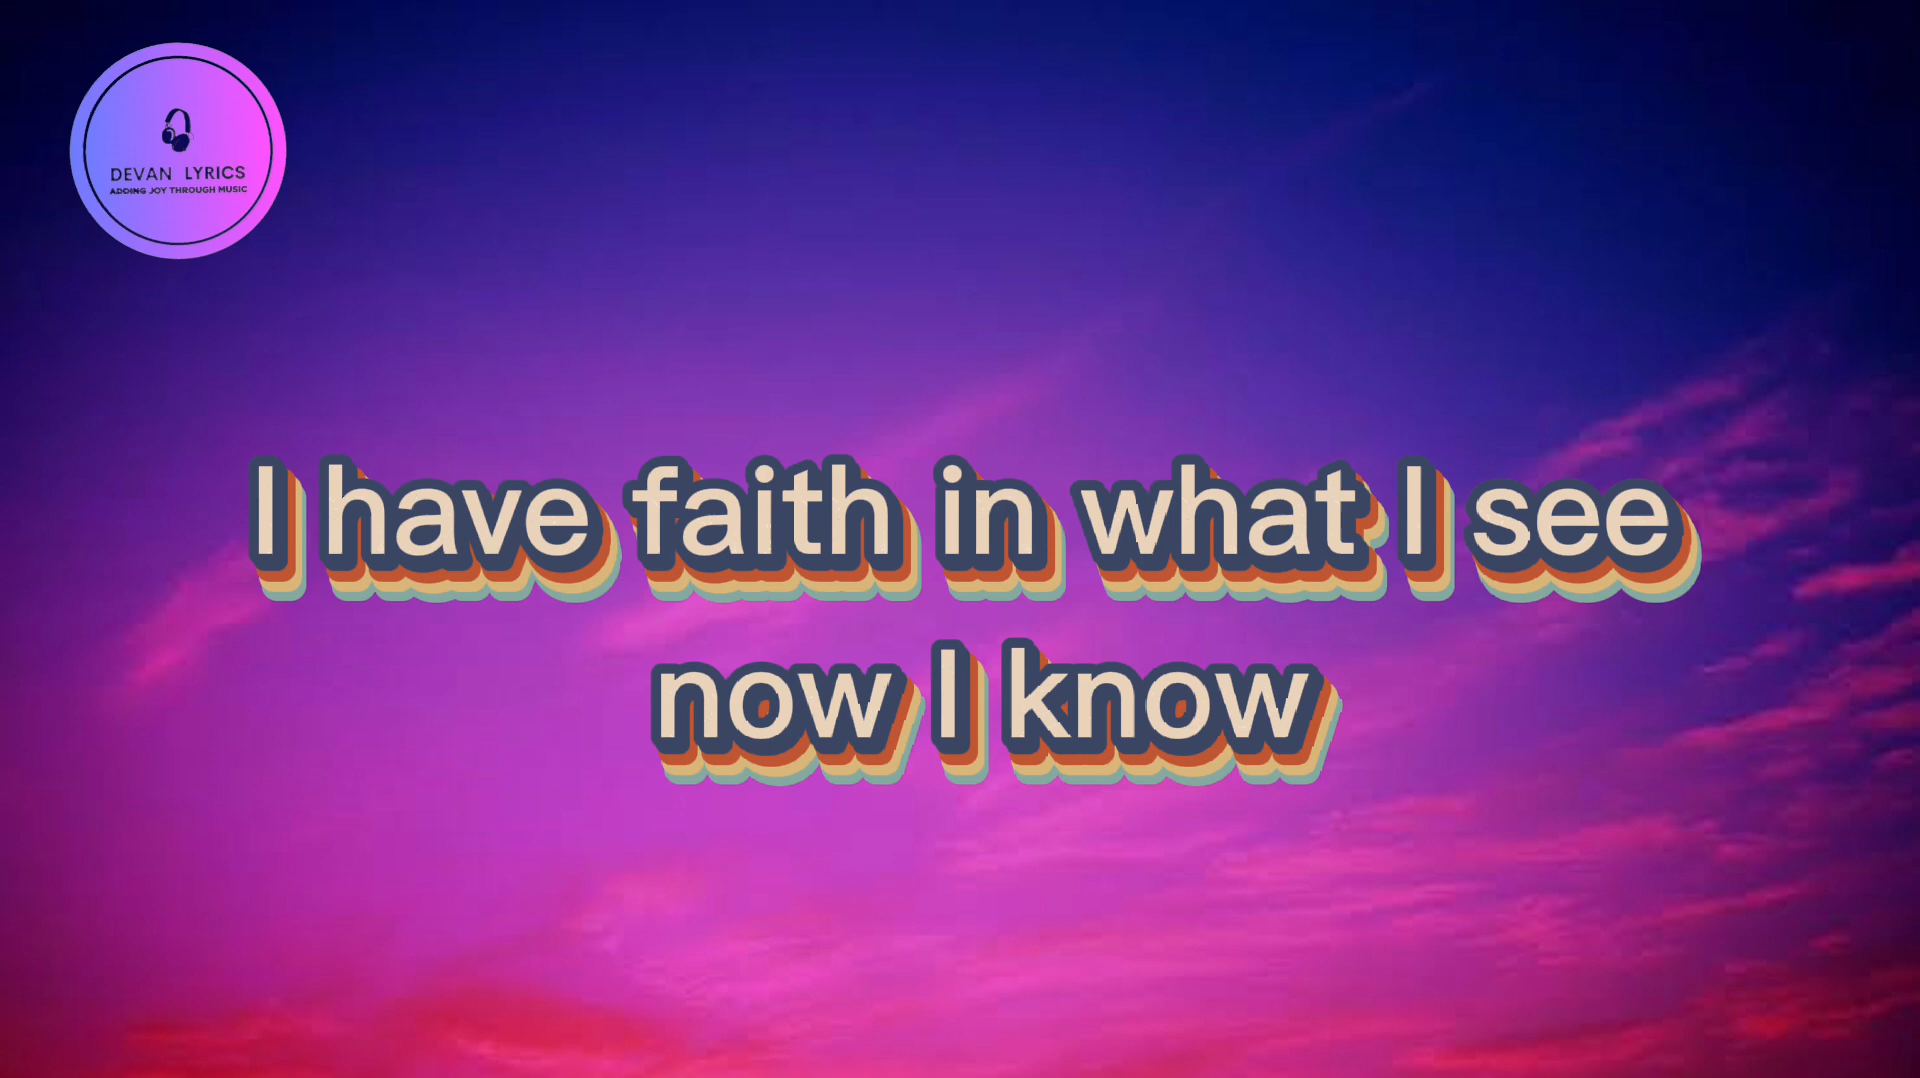 DEVAN LYRICS
ADDING JOY THROUGH MUSIC
I have faith in what I see
now I know